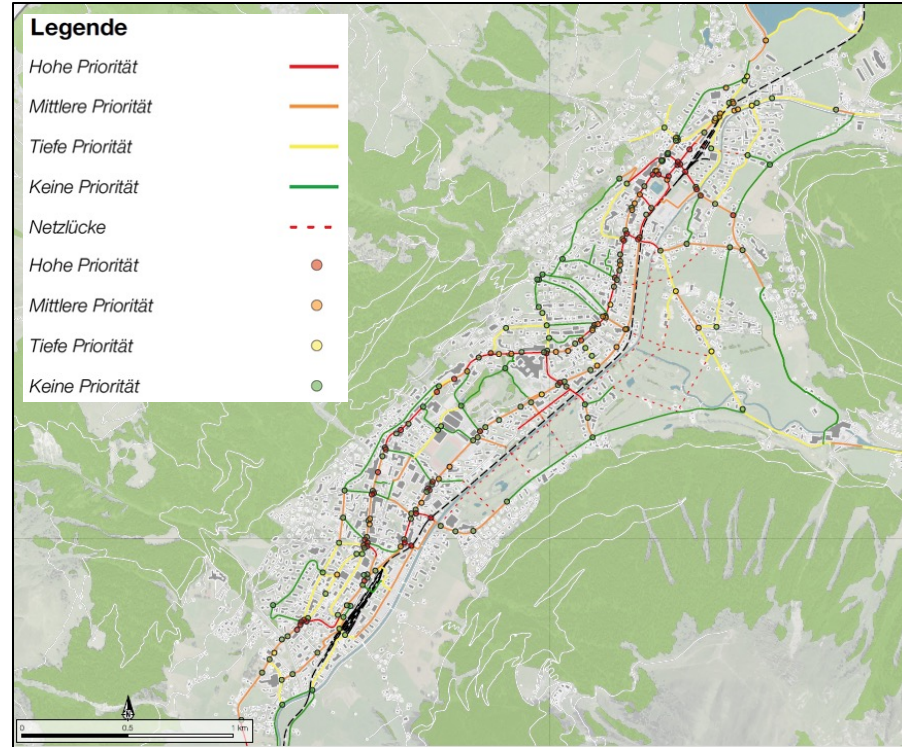 Legende
Hohe Priorität
Mittlere Priorität
Tiefe Priorität
Keine Priorität
Netzlücke
Hohe Priorität
Mittlere Priorität
Tiefe Priorität
Keine Priorität
0 0.5 1 km